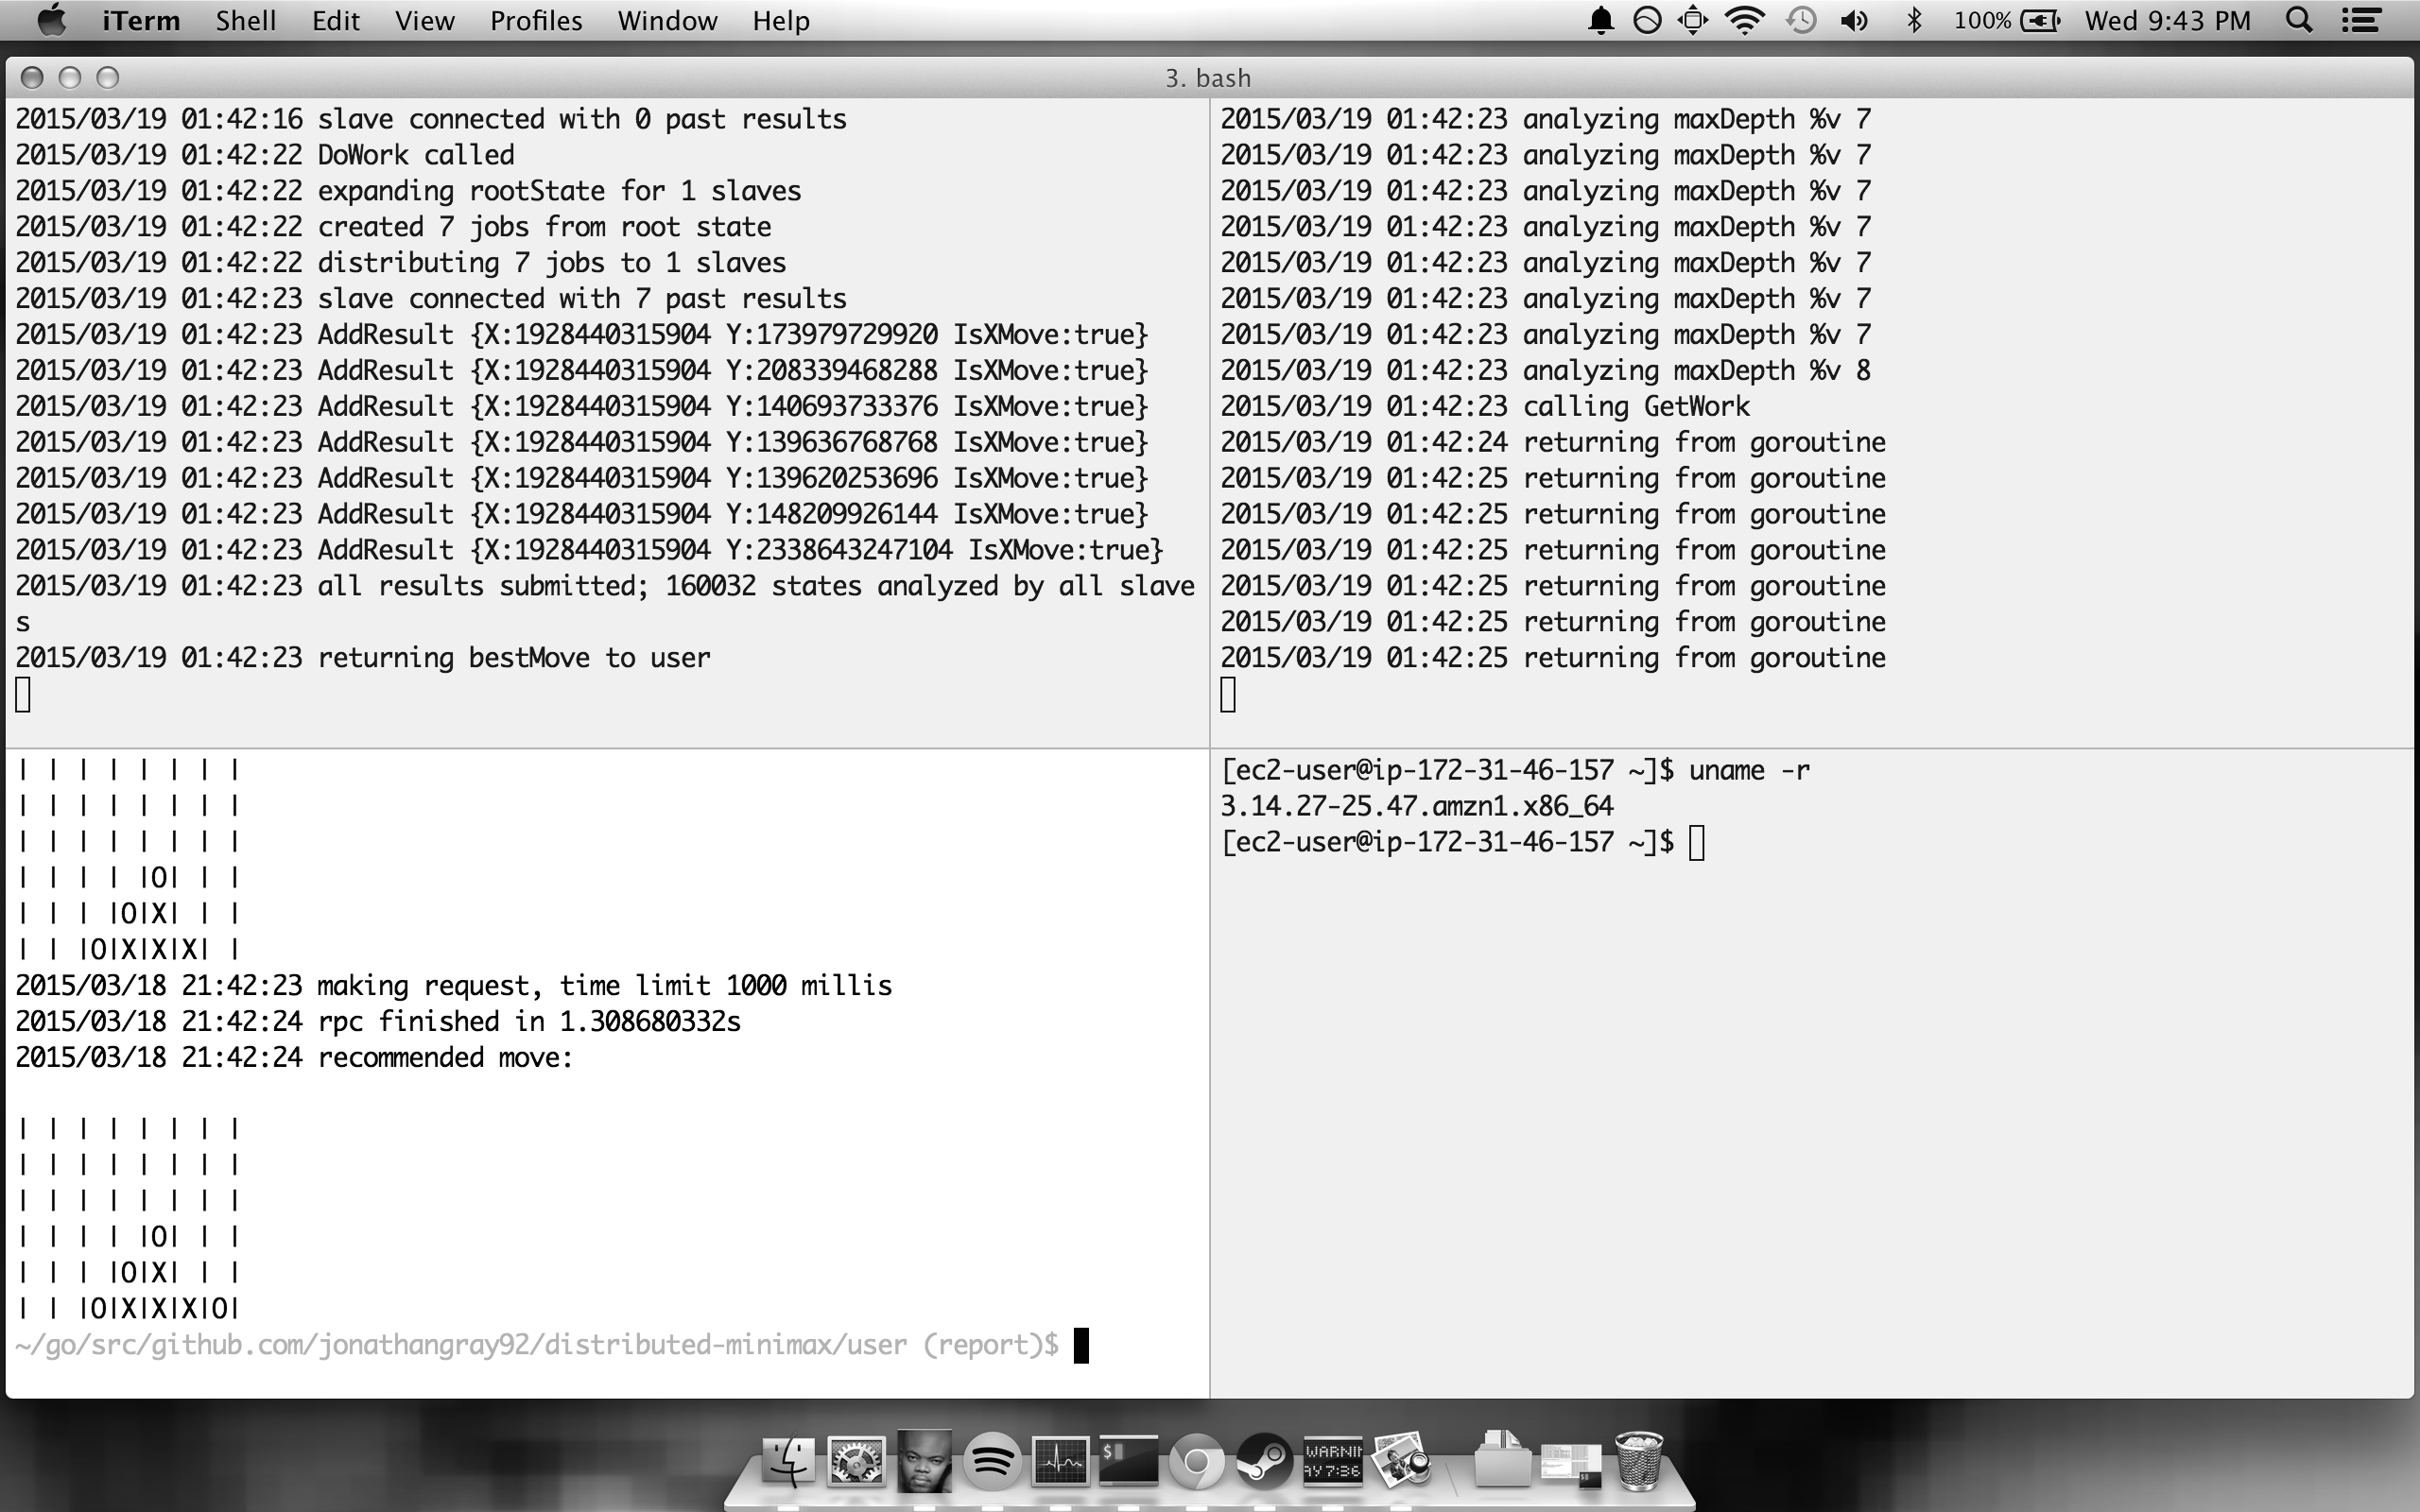 iTerm Shell Edit View Profiles Window Help 100% Wed 9:43 PM
3. bash
2015/03/19 01:42:16 slave connected with 0 past results
2015/03/19 01:42:22 DoWork called
2015/03/19 01:42:22 expanding rootState for 1 slaves
2015/03/19 01:42:22 created 7 jobs from root state
2015/03/19 01:42:22 distributing 7 jobs to 1 slaves
2015/03/19 01:42:23 slave connected with 7 past results
2015/03/19 01:42:23 AddResult {X:1928440315904 Y:173979729920 IsXMove:true}
2015/03/19 01:42:23 AddResult {X:1928440315904 Y:208339468288 IsXMove:true}
2015/03/19 01:42:23 AddResult {X:1928440315904 Y:140693733376 IsXMove:true}
2015/03/19 01:42:23 AddResult {X:1928440315904 Y:139636768768 IsXMove:true}
2015/03/19 01:42:23 AddResult {X:1928440315904 Y:139620253696 IsXMove:true}
2015/03/19 01:42:23 AddResult {X:1928440315904 Y:148209926144 IsXMove:true}
2015/03/19 01:42:23 AddResult {X:1928440315904 Y:2338643247104 IsXMove:true}
2015/03/19 01:42:23 all results submitted; 160032 states analyzed by all slave
s
2015/03/19 01:42:23 returning bestMove to user
2015/03/19 01:42:23 analyzing maxDepth %v 7
2015/03/19 01:42:23 analyzing maxDepth %v 7
2015/03/19 01:42:23 analyzing maxDepth %v 7
2015/03/19 01:42:23 analyzing maxDepth %v 7
2015/03/19 01:42:23 analyzing maxDepth %v 7
2015/03/19 01:42:23 analyzing maxDepth %v 7
2015/03/19 01:42:23 analyzing maxDepth %v 7
2015/03/19 01:42:23 analyzing maxDepth %v 8
2015/03/19 01:42:23 calling GetWork
2015/03/19 01:42:24 returning from goroutine
2015/03/19 01:42:25 returning from goroutine
2015/03/19 01:42:25 returning from goroutine
2015/03/19 01:42:25 returning from goroutine
2015/03/19 01:42:25 returning from goroutine
2015/03/19 01:42:25 returning from goroutine
2015/03/19 01:42:25 returning from goroutine
| | | | | | | |
| | | | | | | |
| | | | | | | |
| | | | |O| | |
| | | |O|X| | |
| | |O|X|X|X| |
2015/03/18 21:42:23 making request, time limit 1000 millis
2015/03/18 21:42:24 rpc finished in 1.308680332s
2015/03/18 21:42:24 recommended move:
| | | | | | | |
| | | | | | | |
| | | | | | | |
| | | | |O| | |
| | | |O|X| | |
| | |O|X|X|X|O|
~/go/src/github.com/jonathangray92/distributed-minimax/user (report)$
[ec2-user@ip-172-31-46-157 ~]$ uname -r
3.14.27-25.47.amzn1.x86_64
[ec2-user@ip-172-31-46-157 ~]$
$
WARNIN
AY 7:36